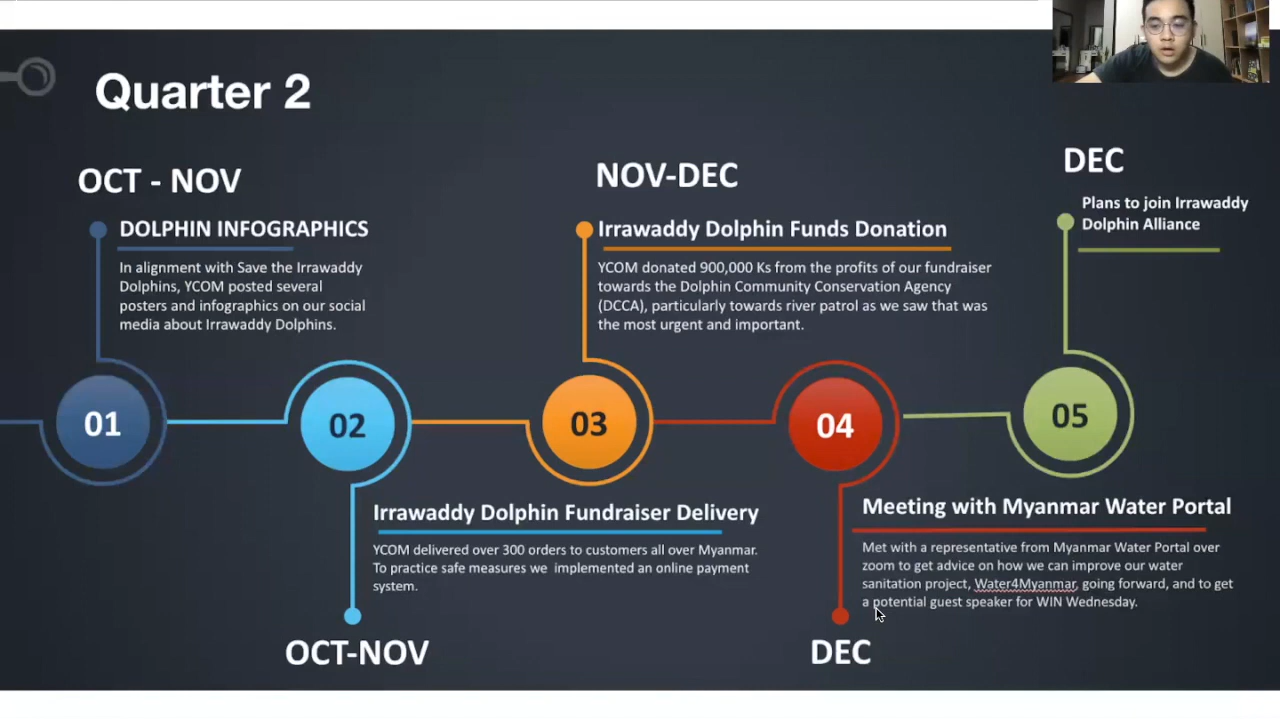 Quarter 2
OCT - NOV
DOLPHIN INFOGRAPHICS
In alignment with Save the Irrawaddy
Dolphins, YCOM posted several
posters and infographics on our social
media about Irrawaddy Dolphins.
01
02
Irrawaddy Dolphin Fundraiser Delivery
YCOM delivered over 300 orders to customers all over Myanmar.
To practice safe measures we implemented an online payment
system.
OCT-NOV
NOV-DEC
Irrawaddy Dolphin Funds Donation
YCOM donated 900,000 Ks from the profits of our fundraiser
towards the Dolphin Community Conservation Agency
(DCCA), particularly towards river patrol as we saw that was
the most urgent and important.
03
04
Meeting with Myanmar Water Portal
Met with a representative from Myanmar Water Portal over
zoom to get advice on how we can improve our water
sanitation project, Water4Myanmar, going forward, and to get
a potential guest speaker for WIN Wednesday.
DEC
DEC
Plans to join Irrawaddy
Dolphin Alliance
05